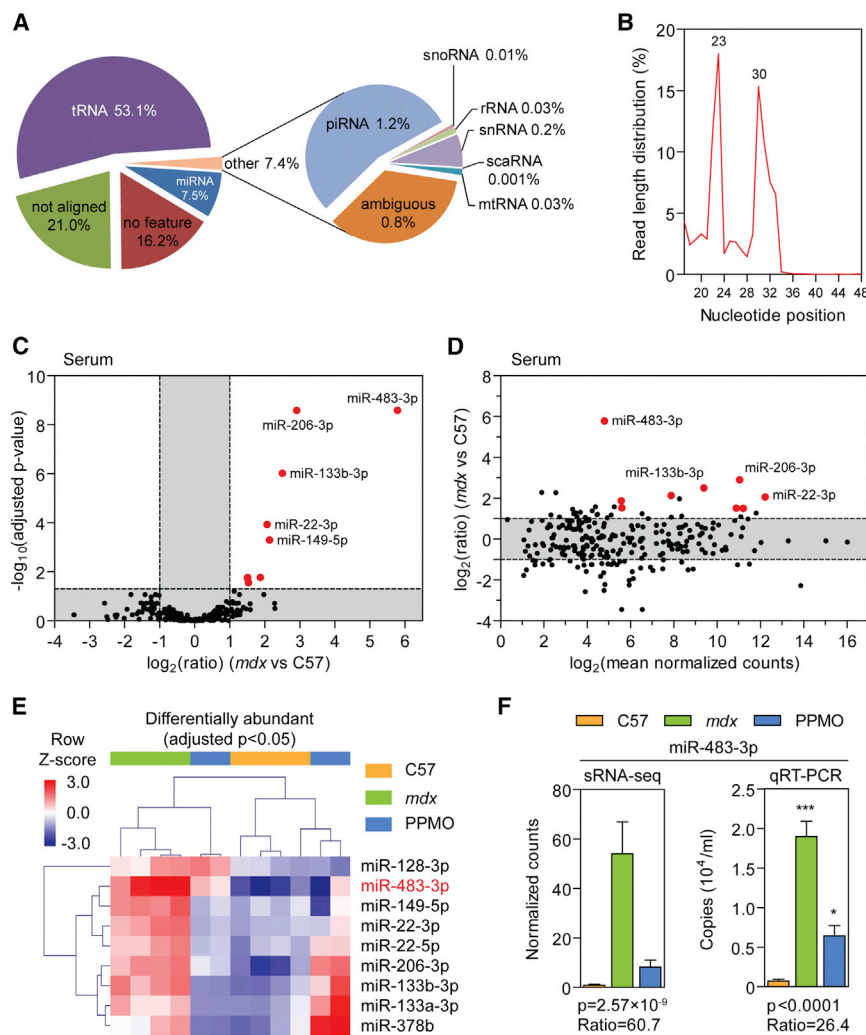 A
tRNA 53.1%
not aligned
21.0%
no feature
16.2%
miRNA
7.5%
other 7.4%
piRNA 1.2%
ambiguous
0.8%
snoRNA 0.01%
rRNA 0.03%
snRNA 0.2%
scaRNA
0.001%
mtRNA 0.03%
B
Read length distribution (%)
20
15
10
5
0
23
30
20 24 28 32 36 40 44 48
Nucleotide position
C
Serum
-log10(adjusted p-value)
10
8
6
4
2
0
miR-483-3p
miR-206-3p
miR-133b-3p
miR-22-3p
miR-149-5p
-4 -3 -2 -1 0 1 2 3 4 5 6
log2(ratio) (mdx vs C57)
D
Serum
log2(ratio) (mdx vs C57)
8
6
4
2
0
-2
-4
miR-483-3p
miR-133b-3p
miR-206-3p
miR-22-3p
0 2 4 6 8 10 12 14 16
log2(mean normalized counts)
E
Differentially abundant
(adjusted p<0.05)
Row
Z-score
3.0
0.0
-3.0
C57
mdx
PPMO
miR-128-3p
miR-483-3p
miR-149-5p
miR-22-3p
miR-22-5p
miR-206-3p
miR-133b-3p
miR-133a-3p
miR-378b
F
C57 mdx PPMO
miR-483-3p
sRNA-seq
Normalized counts
80
60
40
20
0
p=2.57×10-9
Ratio=60.7
qRT-PCR
Copies (104/ml)
2.5
2.0
1.5
1.0
0.5
0
***
*
p<0.0001
Ratio=26.4